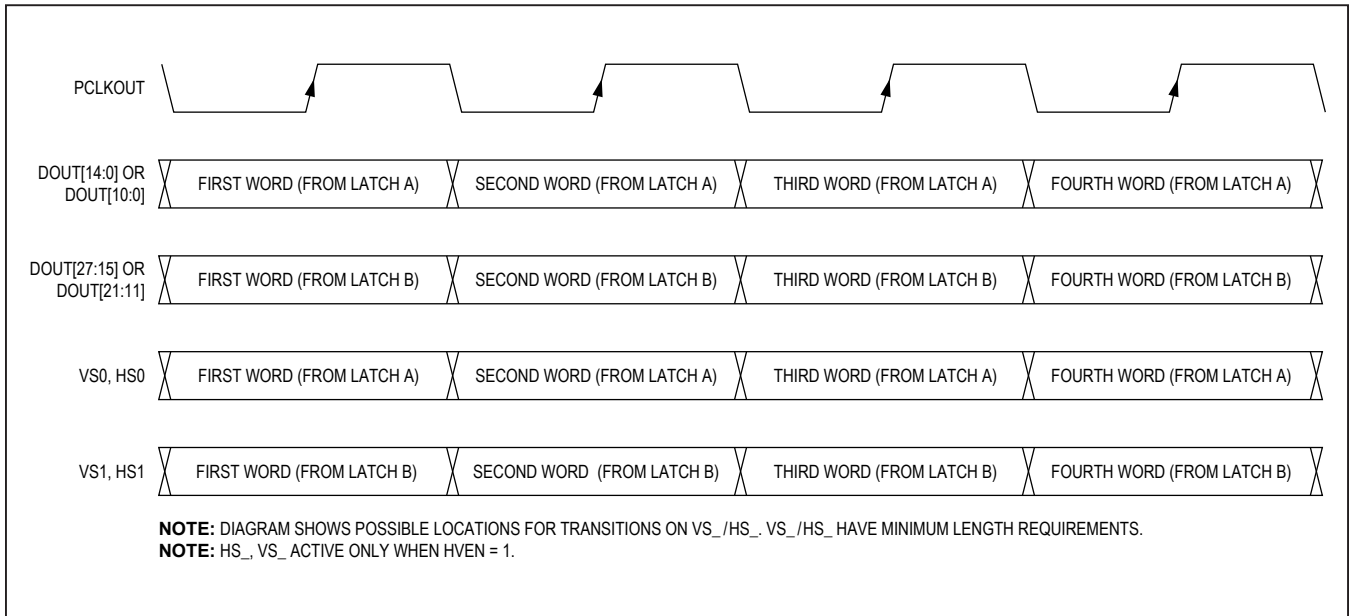 PCLKOUT
DOUT[14:0] OR
DOUT[10:0]
FIRST WORD (FROM LATCH A) SECOND WORD (FROM LATCH A) THIRD WORD (FROM LATCH A) FOURTH WORD (FROM LATCH A)
DOUT[27:15] OR
DOUT[21:11]
FIRST WORD (FROM LATCH B) SECOND WORD (FROM LATCH B) THIRD WORD (FROM LATCH B) FOURTH WORD (FROM LATCH B)
VS0, HS0 FIRST WORD (FROM LATCH A) SECOND WORD (FROM LATCH A) THIRD WORD (FROM LATCH A) FOURTH WORD (FROM LATCH A)
VS1, HS1 FIRST WORD (FROM LATCH B) SECOND WORD (FROM LATCH B) THIRD WORD (FROM LATCH B) FOURTH WORD (FROM LATCH B)
NOTE: DIAGRAM SHOWS POSSIBLE LOCATIONS FOR TRANSITIONS ON VS_/HS_. VS_/HS_ HAVE MINIMUM LENGTH REQUIREMENTS.
NOTE: HS_, VS_ ACTIVE ONLY WHEN HVEN = 1.